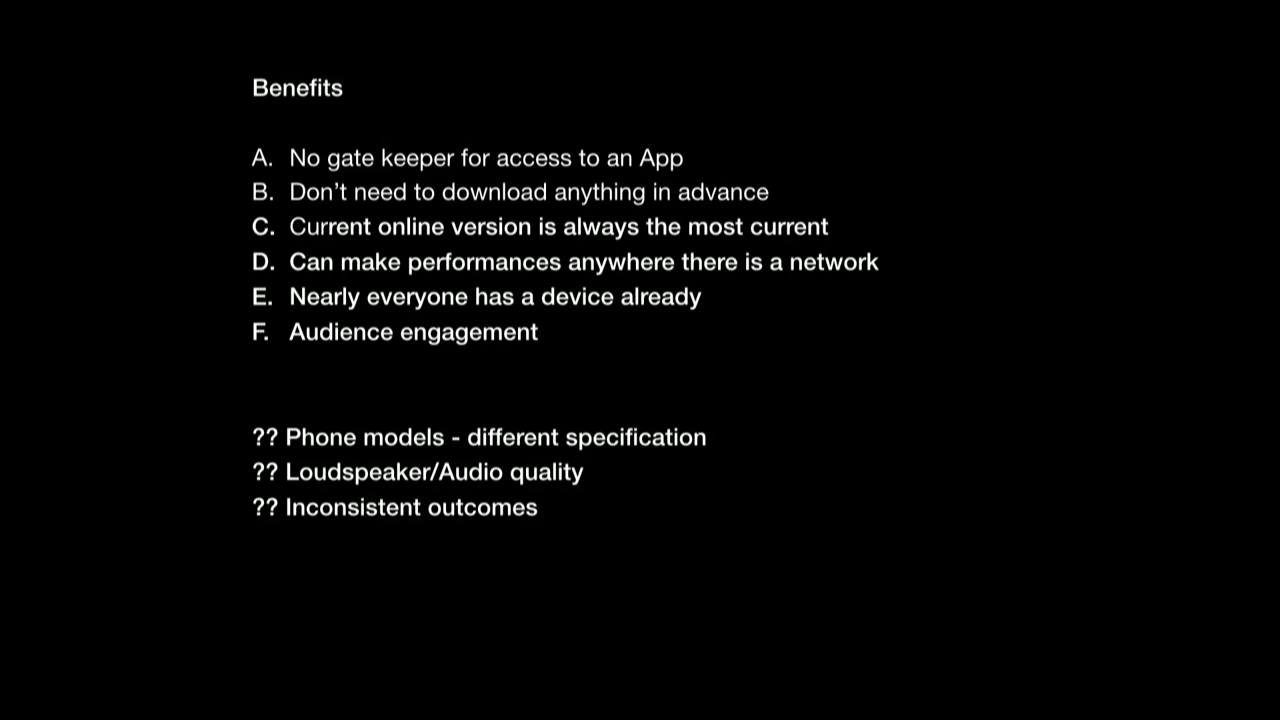 Benefits
A. No gate keeper for access to an App
B. Don’t need to download anything in advance
C. Current online version is always the most current
D. Can make performances anywhere there is a network
E. Nearly everyone has a device already
F. Audience engagement
?? Phone models - different specification
?? Loudspeaker/Audio quality
?? Inconsistent outcomes